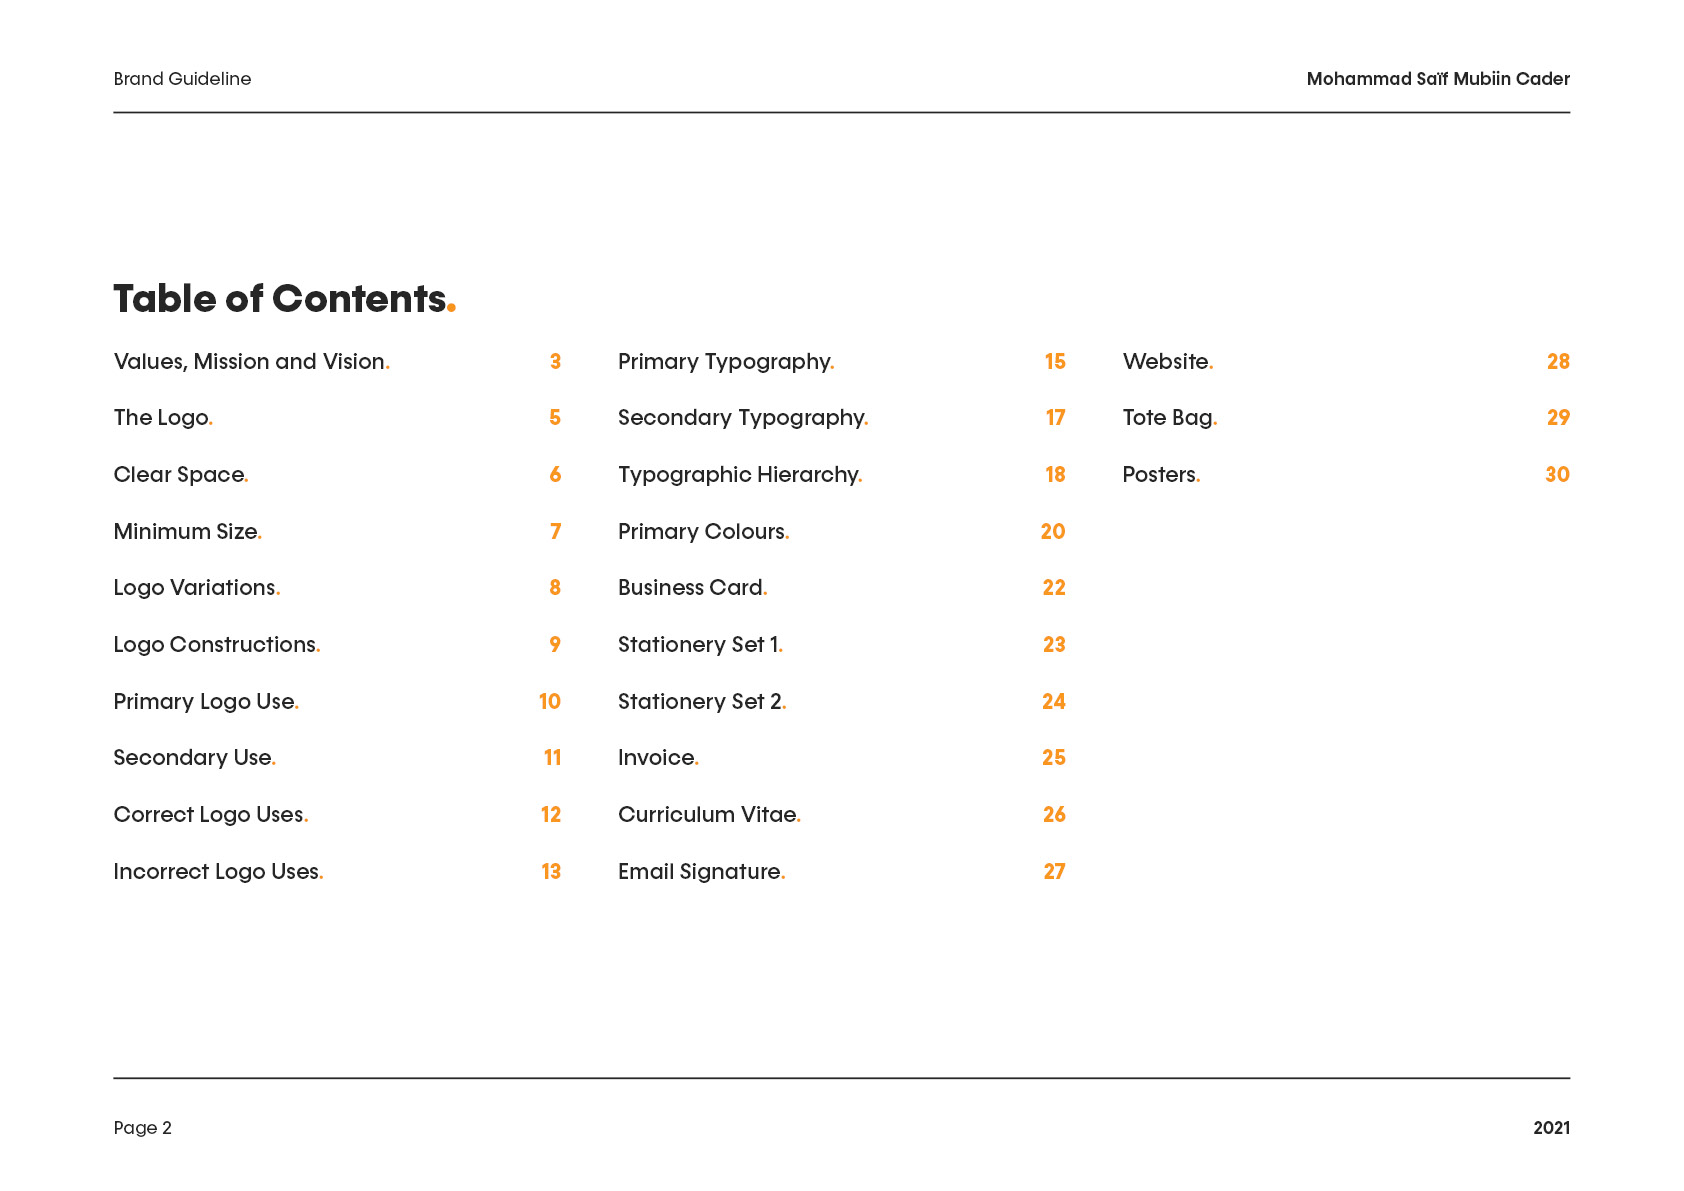 Brand Guideline
Mohammad Saïf Mubiin Cader
Table of Contents.
Values, Mission and Vision. 3
The Logo. 5
Clear Space. 6
Minimum Size. 7
Logo Variations. 8
Logo Constructions. 9
Primary Logo Use. 10
Secondary Use. 11
Correct Logo Uses. 12
Incorrect Logo Uses. 13
Primary Typography. 15
Secondary Typography. 17
Typographic Hierarchy. 18
Primary Colours. 20
Business Card. 22
Stationery Set 1. 23
Stationery Set 2. 24
Invoice. 25
Curriculum Vitae. 26
Email Signature. 27
Website. 28
Tote Bag. 29
Posters. 30
Page 2
2021